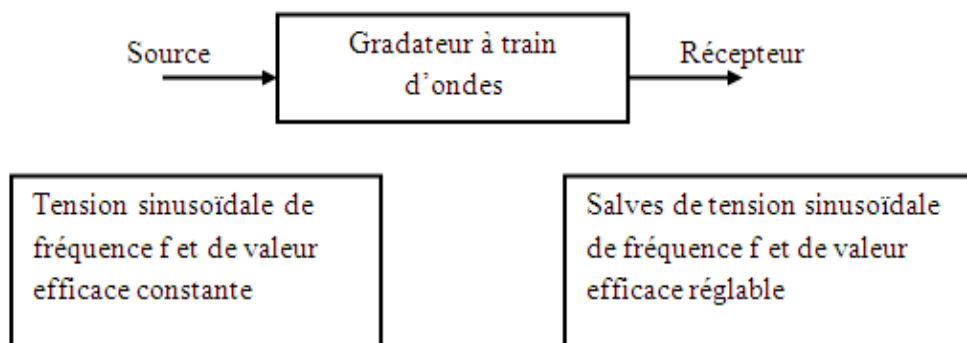 Source
Gradateur à train
d'ondes
Récepteur
Tension sinusoïdale de
fréquence f et de valeur
efficace constante
Salves de tension sinusoïdale
de fréquence f et de valeur
efficace réglable